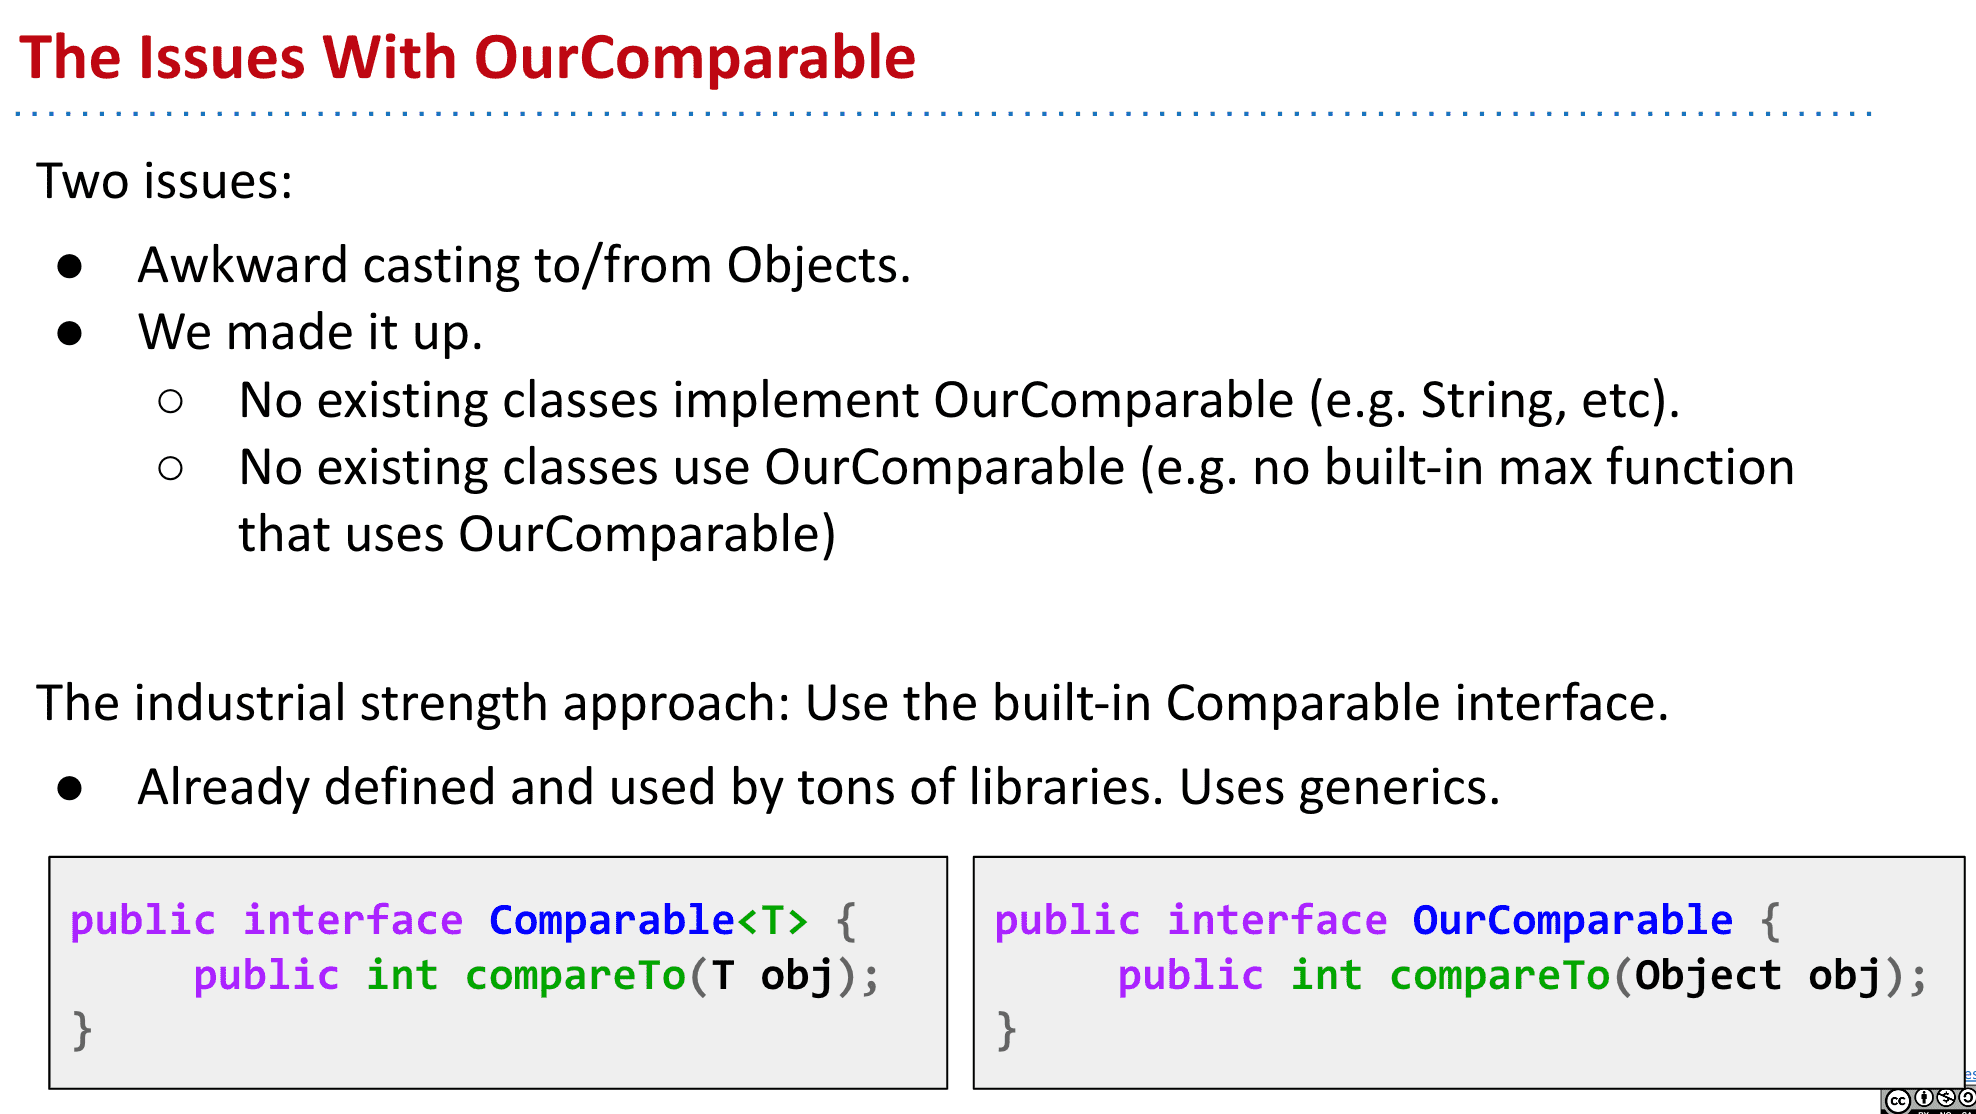 The Issues With OurComparable
Two issues:
● Awkward casting to/from Objects.
● We made it up.
○ No existing classes implement OurComparable (e.g. String, etc).
○ No existing classes use OurComparable (e.g. no built-in max function
that uses OurComparable)
The industrial strength approach: Use the built-in Comparable interface.
● Already defined and used by tons of libraries. Uses generics.
public interface Comparable<T> {
public int compareTo(T obj);
}
public interface OurComparable {
public int compareTo(Object obj);
}
es
cc